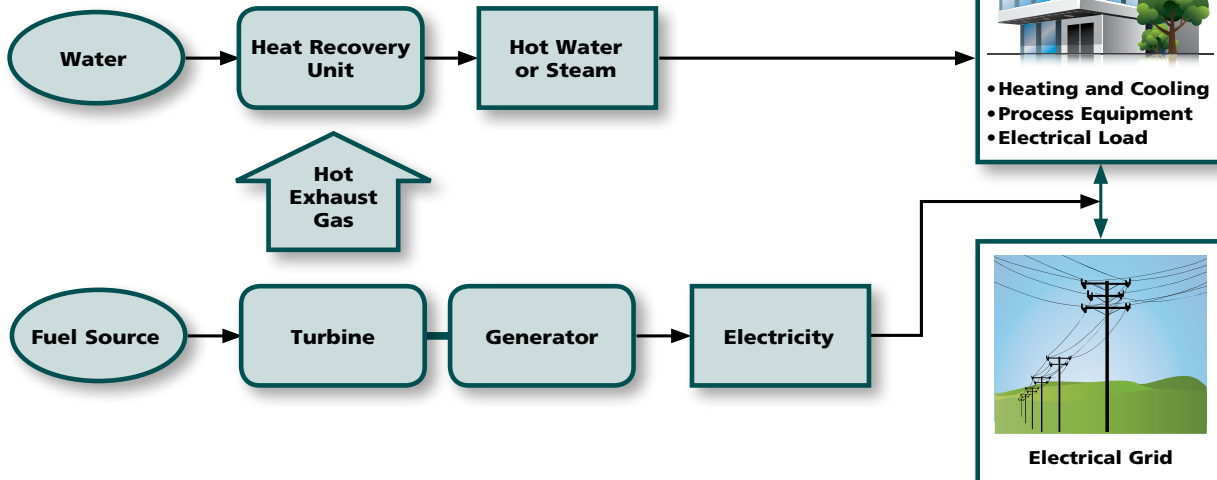 Water
Heat Recovery
Unit
Hot Water
or Steam
•Heating and Cooling
•Process Equipment
•Electrical Load
Hot
Exhaust
Gas
Fuel Source
Turbine
Generator
Electricity
Electrical Grid